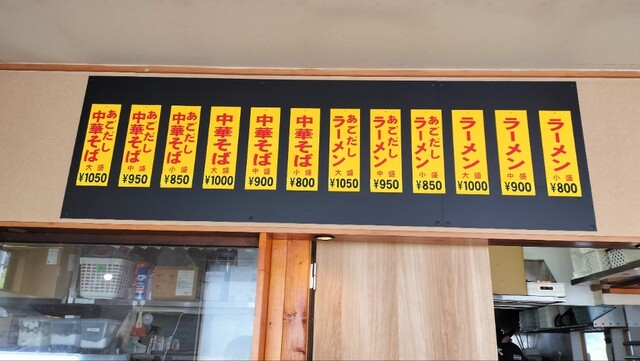 ラーメン
小盛
¥800
ラーメン
中盛
¥900
ラーメン
大盛
¥1000
あごだし
ラーメン
小盛
¥850
あごだし
ラーメン
中盛
¥950
あごだし
ラーメン
大盛
¥1050
中華そば
小盛
¥800
中華そば
中盛
¥900
中華そば
大盛
¥1000
あごだし
中華そば
小盛
¥850
あごだし
中華そば
中盛
¥950
あごだし
中華そば
大盛
¥1050